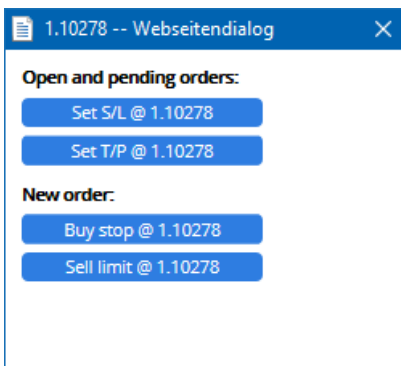 1.10278 -- Webseitendialog
Open and pending orders:
Set S/L @ 1.10278
Set T/P @ 1.10278
New order:
Buy stop @ 1.10278
Sell limit @ 1.10278